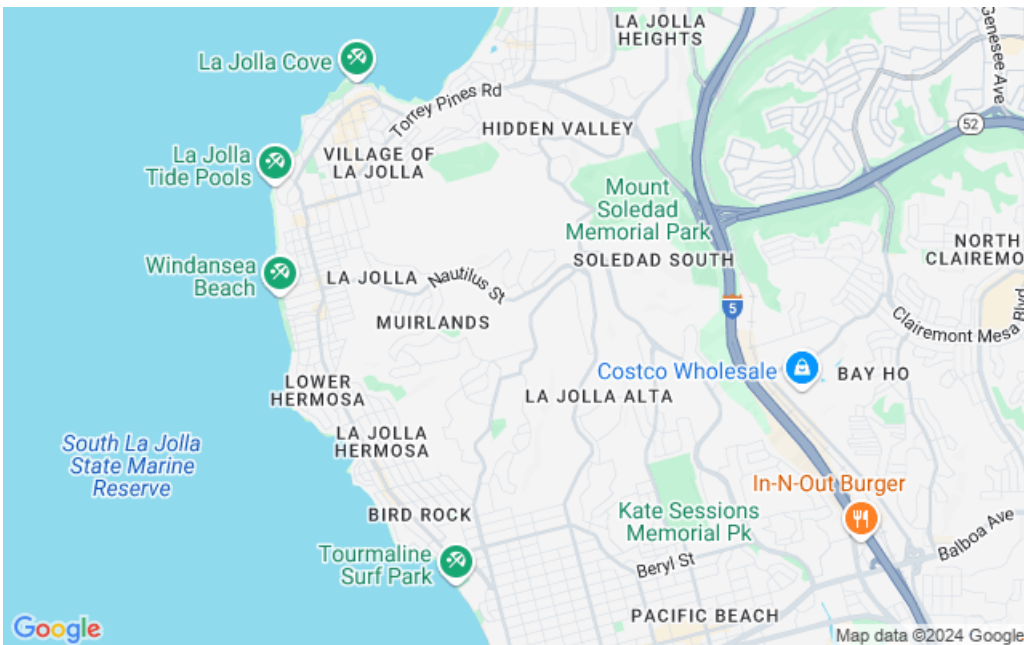 LA JOLLA
HEIGHTS
Genesee Ave
La Jolla Cove
Torrey Pines Rd
52
HIDDEN VALLEY
La Jolla
Tide Pools
VILLAGE OF
LA JOLLA
Mount
Soledad
Memorial Park
SOLEDAD SOUTH
NORTH
CLAIREMO
Windansea
Beach
LA JOLLA
Nautilus St
5
MUIRLANDS
Clairemont Mesa Blvd
Costco Wholesale
BAY HO
LOWER
HERMOSA
LA JOLLA ALTA
LA JOLLA
HERMOSA
South La Jolla
State Marine
Reserve
In-N-Out Burger
BIRD ROCK
Kate Sessions
Memorial Pk
Balboa Ave
Tourmaline
Surf Park
Beryl St
PACIFIC BEACH
Google
Map data ©2024 Google